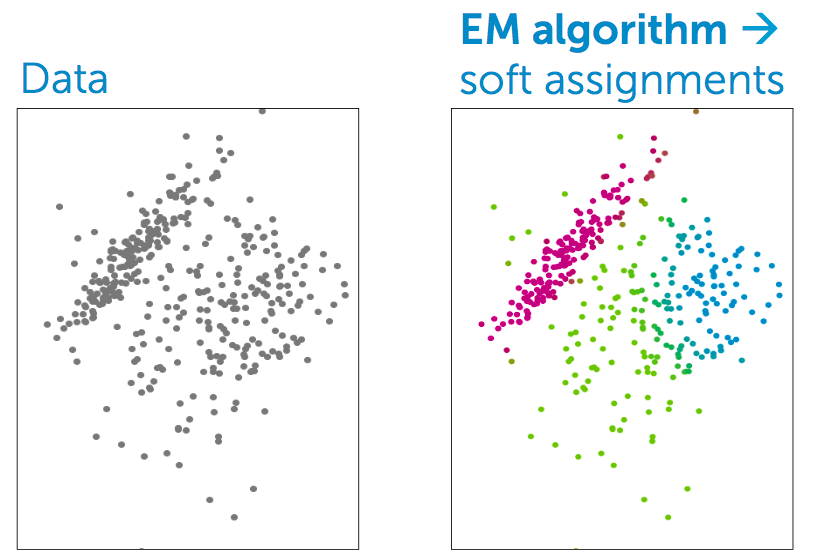 Data
EM algorithm →
soft assignments